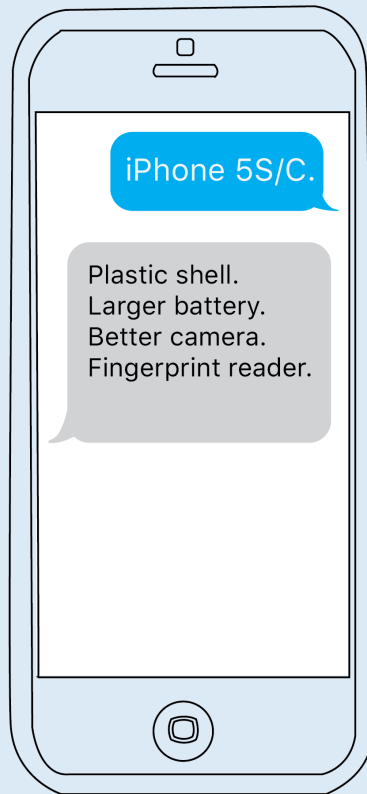 iPhone 5S/C.
Plastic shell.
Larger battery.
Better camera.
Fingerprint reader.